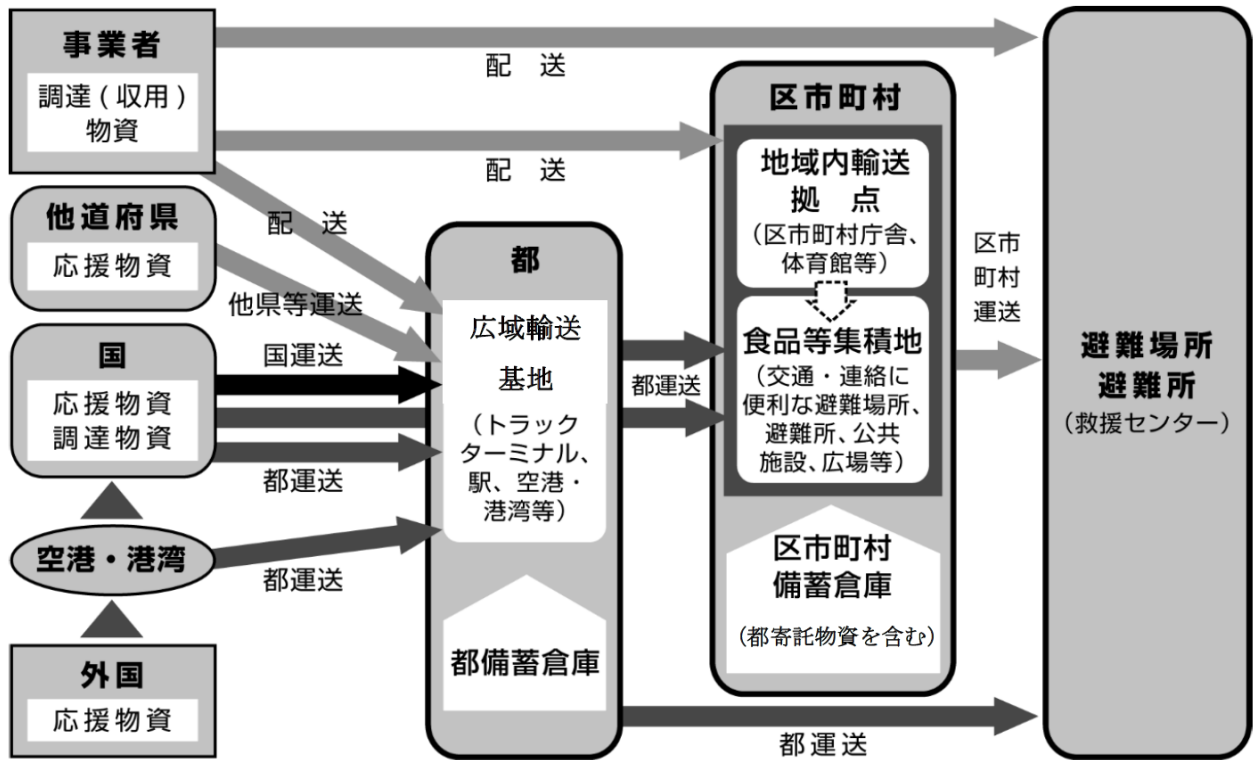 事業者
調達(収用)
物資
他道府県
応援物資
国
応援物資
調達物資
空港・港湾
外国
応援物資
配 送
配 送
配 送
他県等運送
国運送
都運送
都運送
都
広域輸送
基地
(トラック
ターミナル、
駅、空港・
港湾等)
都備蓄倉庫
都運送
区市町村
地域内輸送
拠 点
(区市町村庁舎、
体育館等)
食品等集積地
(交通・連絡に
便利な避難場所、
避難所、公共
施設、広場等)
区市町村
備蓄倉庫
(都寄託物資を含む)
区市
町村
運送
都運送
避難場所
避難所
(救援センター)